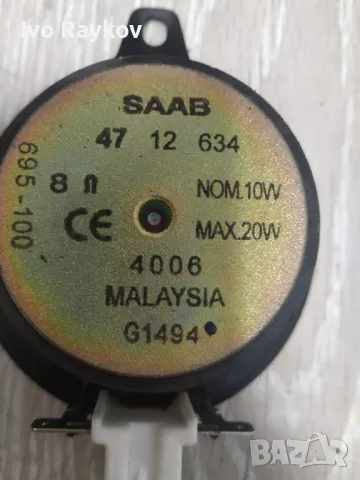 ivo Raykov
SAAB
47 12 634
695-100
8 Ω
NOM.10W
CE
MAX.20W
4006
MALAYSIA
G1494
BAZAR
bg